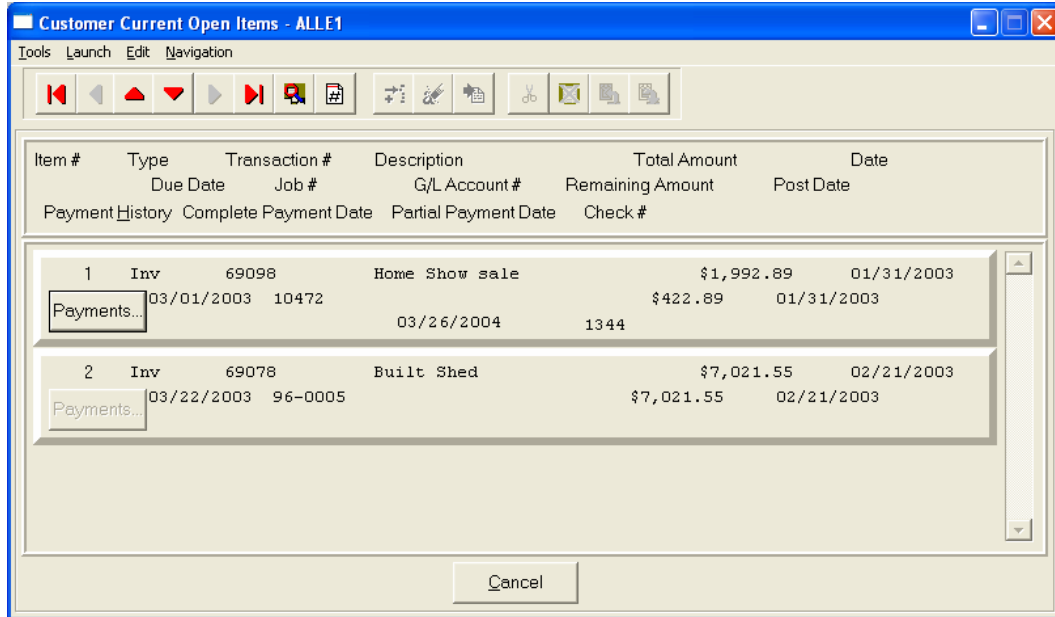 Customer Current Open Items - ALLE1
Tools Launch Edit Navigation
Item # Type Transaction # Description Total Amount Date
Due Date Job # G/L Account # Remaining Amount Post Date
Payment History Complete Payment Date Partial Payment Date Check #
1 Inv 69098 Home Show sale $1,992.89 01/31/2003
Payments... 03/01/2003 10472 $422.89 01/31/2003
03/26/2004 1344
2 Inv 69078 Built Shed $7,021.55 02/21/2003
Payments... 03/22/2003 96-0005 $7,021.55 02/21/2003
Cancel